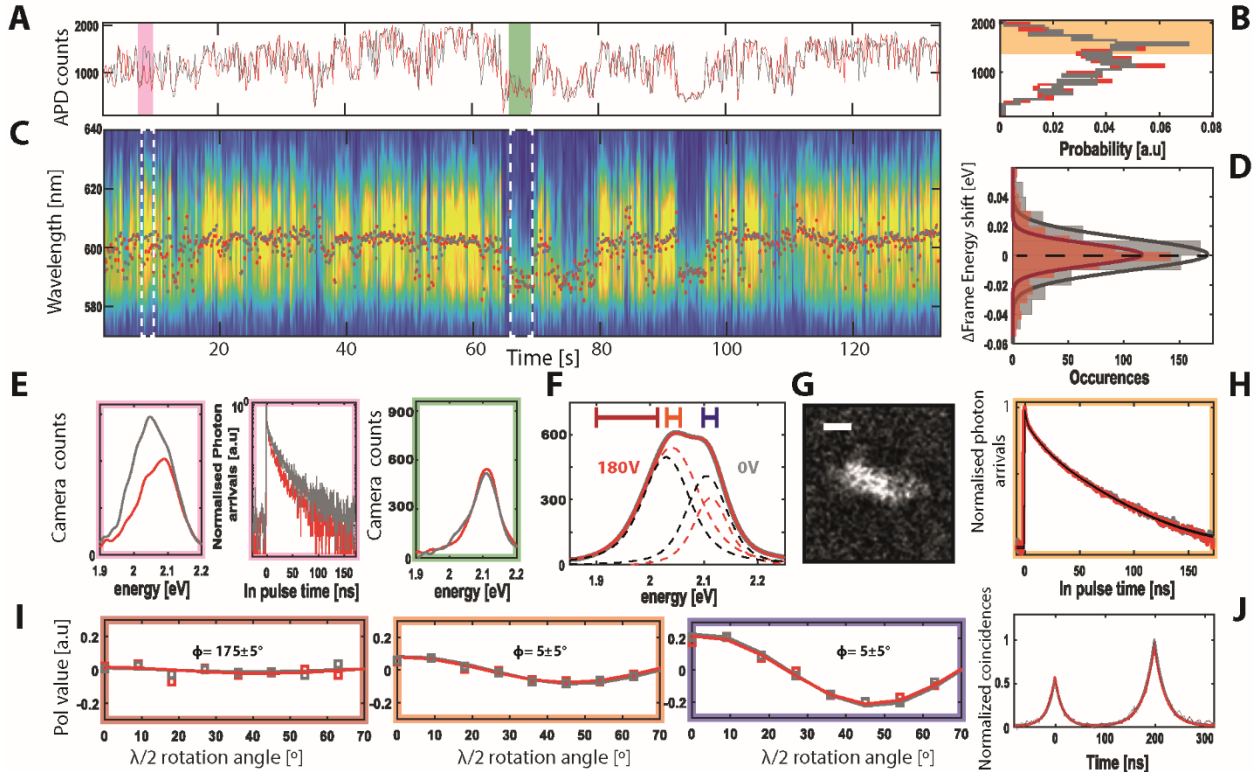 A
APD counts
2000
1000
B
2000
1000
0
0.02
0.04
0.06
0.08
Probability [a.u]
C
Wavelength [nm]
640
620
600
580
20
40
60
80
100
120
Time [s]
D
ΔFrame Energy shift [eV]
0.04
0.02
0
-0.02
-0.04
-0.06
0
50
100
150
Occurences
E
Camera counts
0
1.9
2
2.1
2.2
energy [eV]
Normalised Photon
arrivals [a.u]
10⁰
0
50
100
150
In pulse time [ns]
Camera counts
900
600
300
0
1.9
2
2.1
2.2
energy [eV]
F
600
300
0
180V
0V
1.9
2
2.1
2.2
energy [eV]
G
H
Normalised photon
arrivals
1
0
50
100
150
In pulse time [ns]
I
Pol value [a.u]
0.2
0
-0.2
ϕ= 175±5°
0 10 20 30 40 50 60 70
λ/2 rotation angle [º]
0.2
0
-0.2
ϕ= 5±5°
0 10 20 30 40 50 60 70
λ/2 rotation angle [º]
0.2
0
-0.2
ϕ= 5±5°
0 10 20 30 40 50 60 70
λ/2 rotation angle [º]
J
Normalized coincidences
1
0.5
0
0
100
200
300
Time [ns]